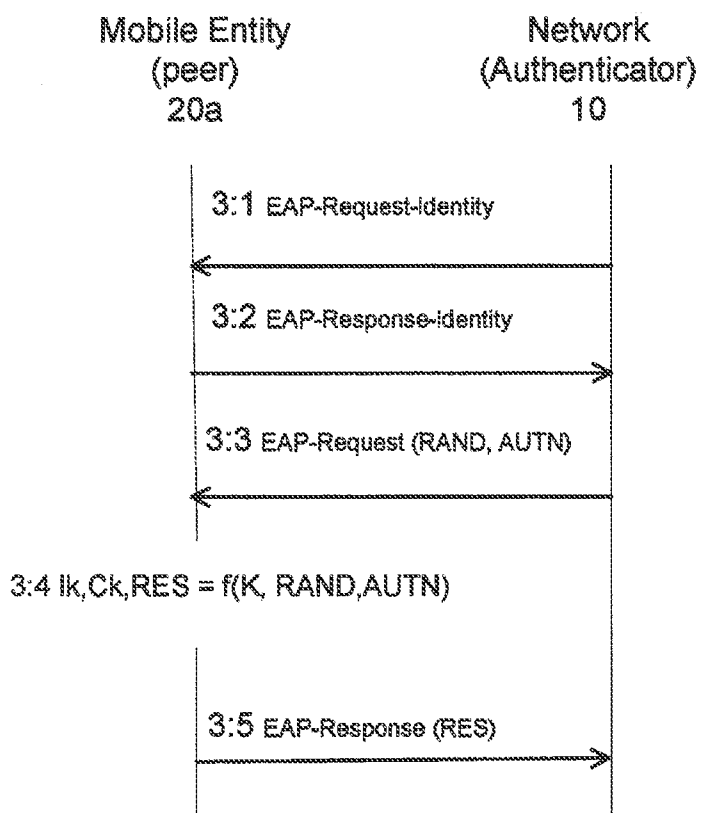 Mobile Entity
(peer)
20a
Network
(Authenticator)
10
3:1 EAP-Request-Identity
3:2 EAP-Response-Identity
3:3 EAP-Request (RAND, AUTN)
3:4 Ik,Ck,RES = f(K, RAND,AUTN)
3:5 EAP-Response (RES)